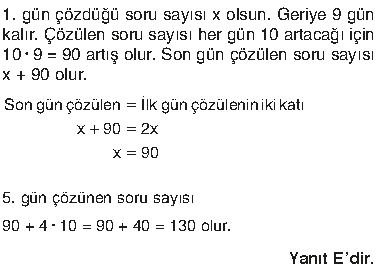 1. gün çözdüğü soru sayısı x olsun. Geriye 9 gün
kalır. Çözülen soru sayısı her gün 10 artacağı için
10 · 9 = 90 artış olur. Son gün çözülen soru sayısı
x + 90 olur.
Son gün çözülen = İlk gün çözülenin iki katı
x + 90 = 2x
x = 90
5. gün çözünen soru sayısı
90 + 4 · 10 = 90 + 40 = 130 olur.
Yanıt E'dir.